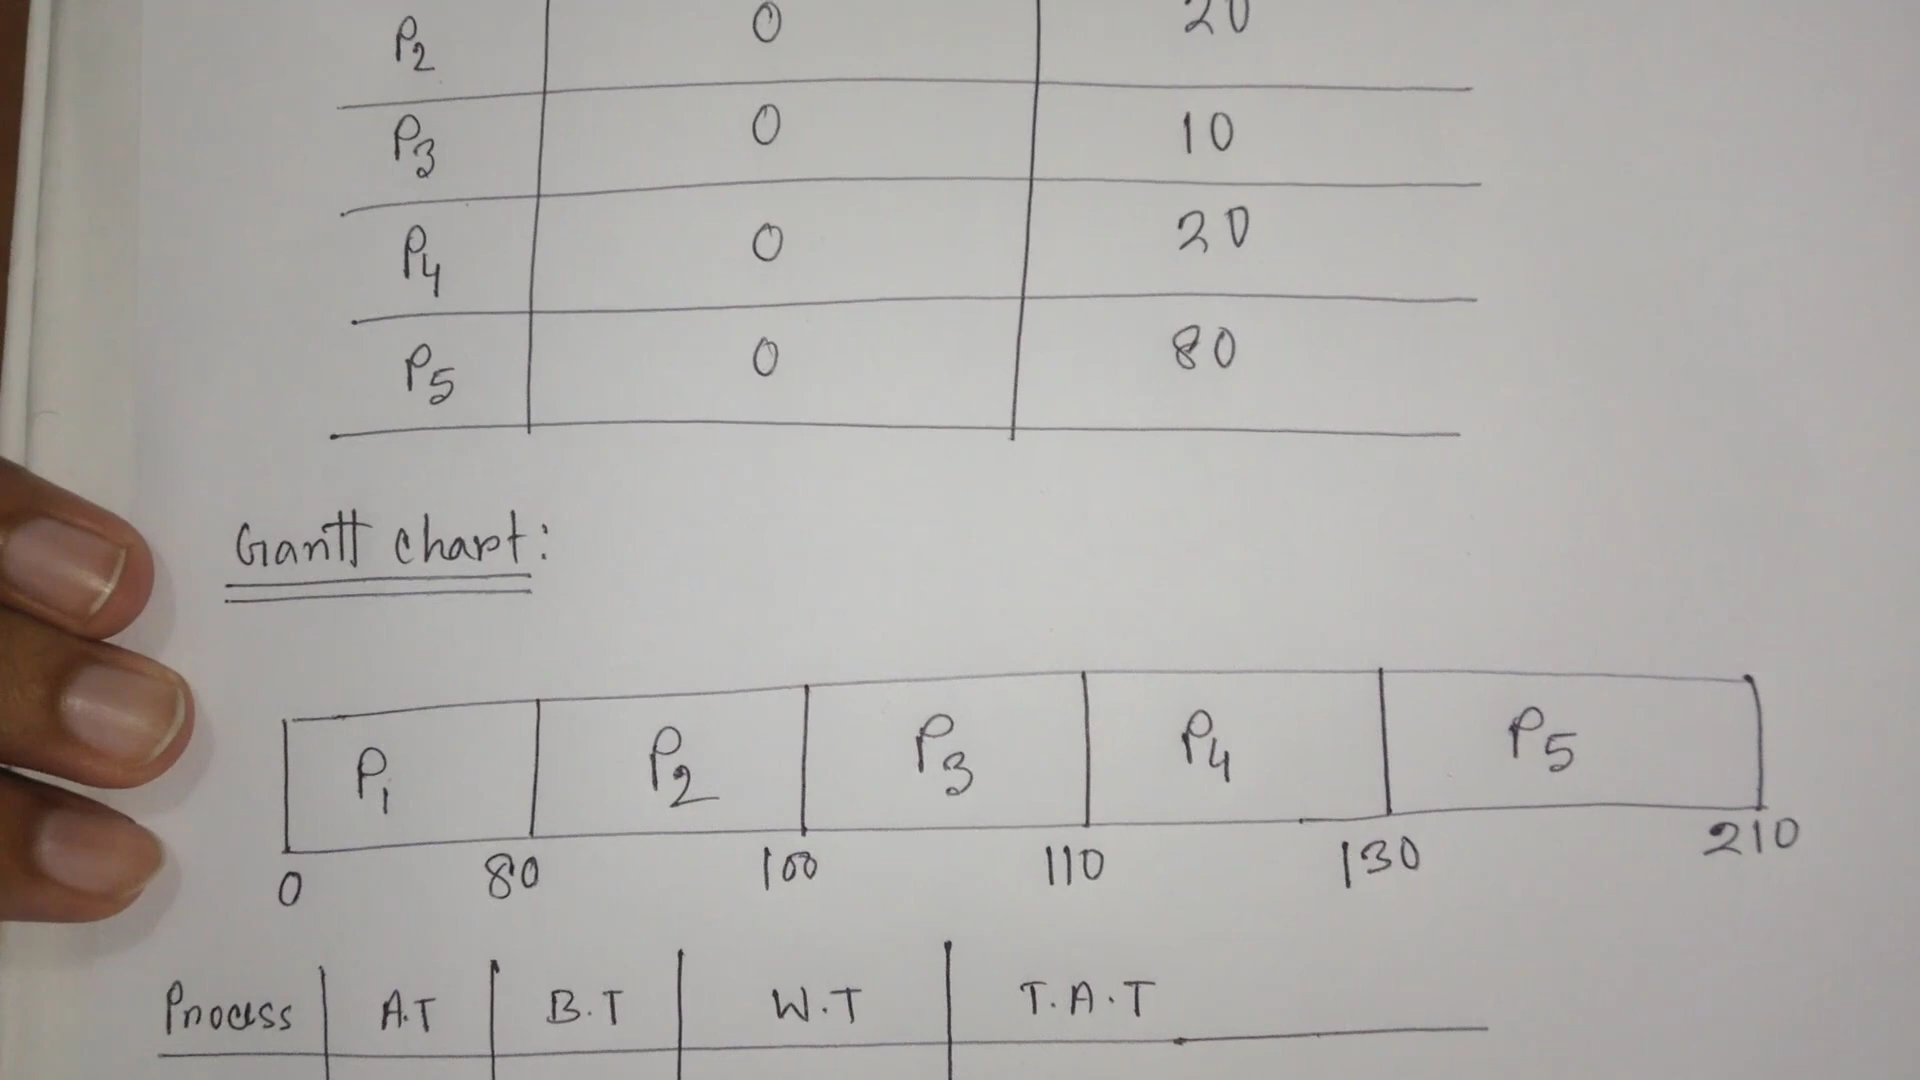 P2 0 20
P3 0 10
P4 0 20
P5 0 80
Gantt chart:
P1 P2 P3 P4 P5
0 80 100 110 130 210
Process A.T B.T W.T T.A.T